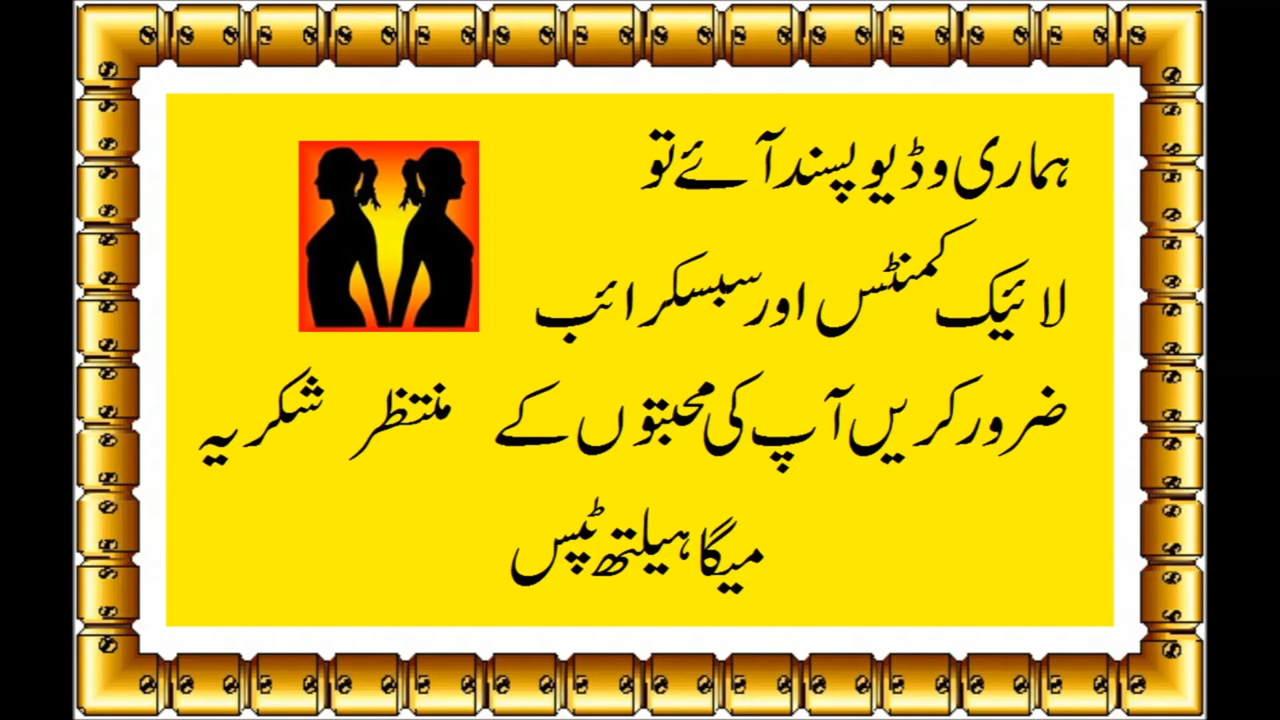 ہماری وڈیو پسند آئے تو
لائیک کمنٹس اور سبسکرائب
ضرور کریں آپ کی محبتوں کے منتظر شکریہ
میگا ہیلتھ ٹپس